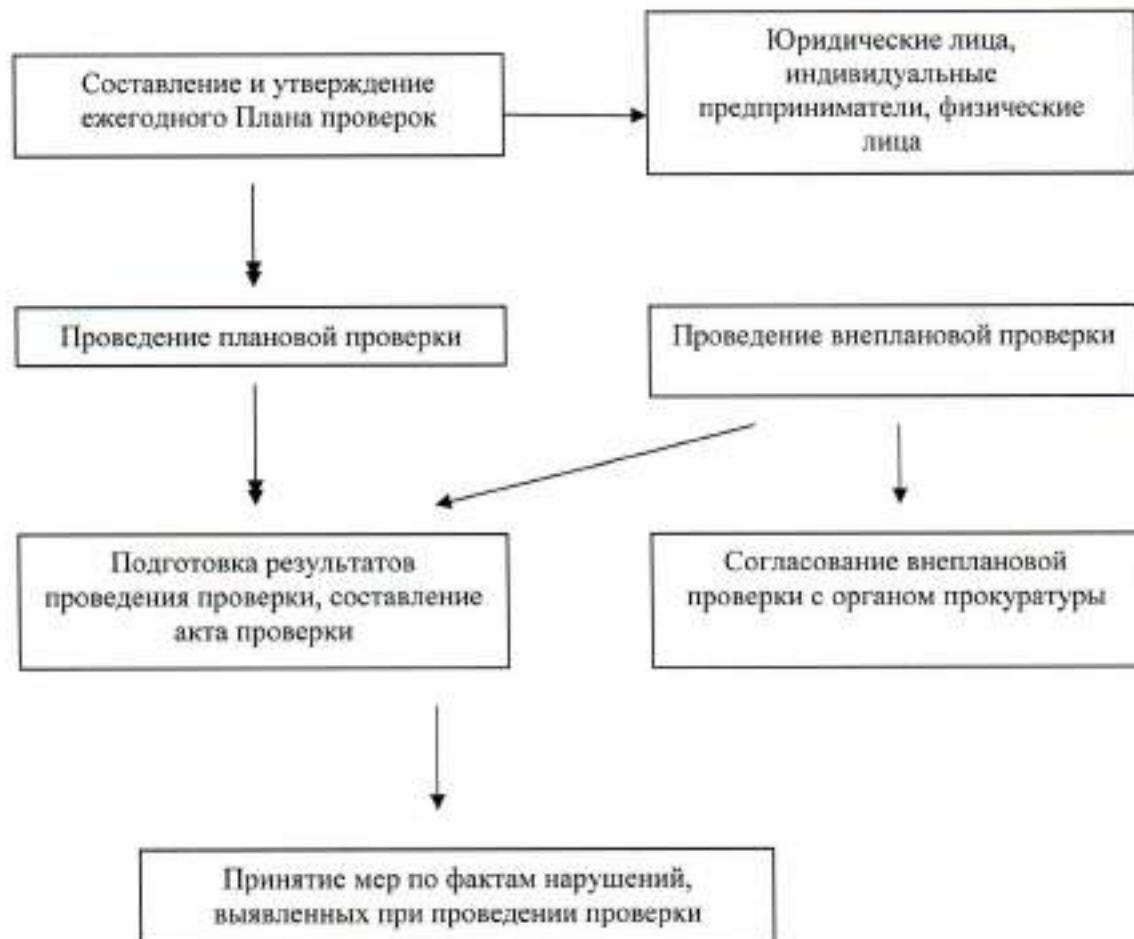 Составление и утверждение
ежегодного Плана проверок
Юридические лица,
индивидуальные
предприниматели, физические
лица
Проведение плановой проверки
Проведение внеплановой проверки
Подготовка результатов
проведения проверки, составление
акта проверки
Согласование внеплановой
проверки с органом прокуратуры
Принятие мер по фактам нарушений,
выявленных при проведении проверки